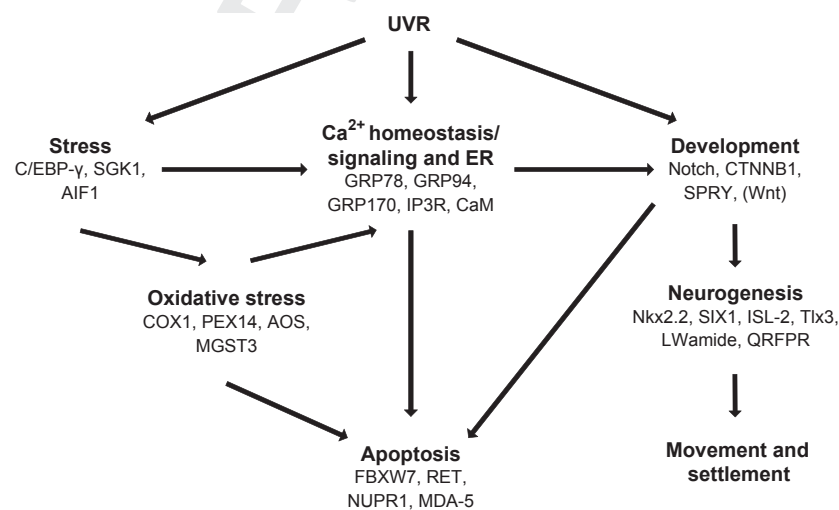 UVR
Stress
C/EBP-γ, SGK1,
AIF1
Ca2+ homeostasis/
signaling and ER
GRP78, GRP94,
GRP170, IP3R, CaM
Development
Notch, CTNNB1,
SPRY, (Wnt)
Oxidative stress
COX1, PEX14, AOS,
MGST3
Neurogenesis
Nkx2.2, SIX1, ISL-2, Tlx3,
LWamide, QRFPR
Apoptosis
FBXW7, RET,
NUPR1, MDA-5
Movement and
settlement